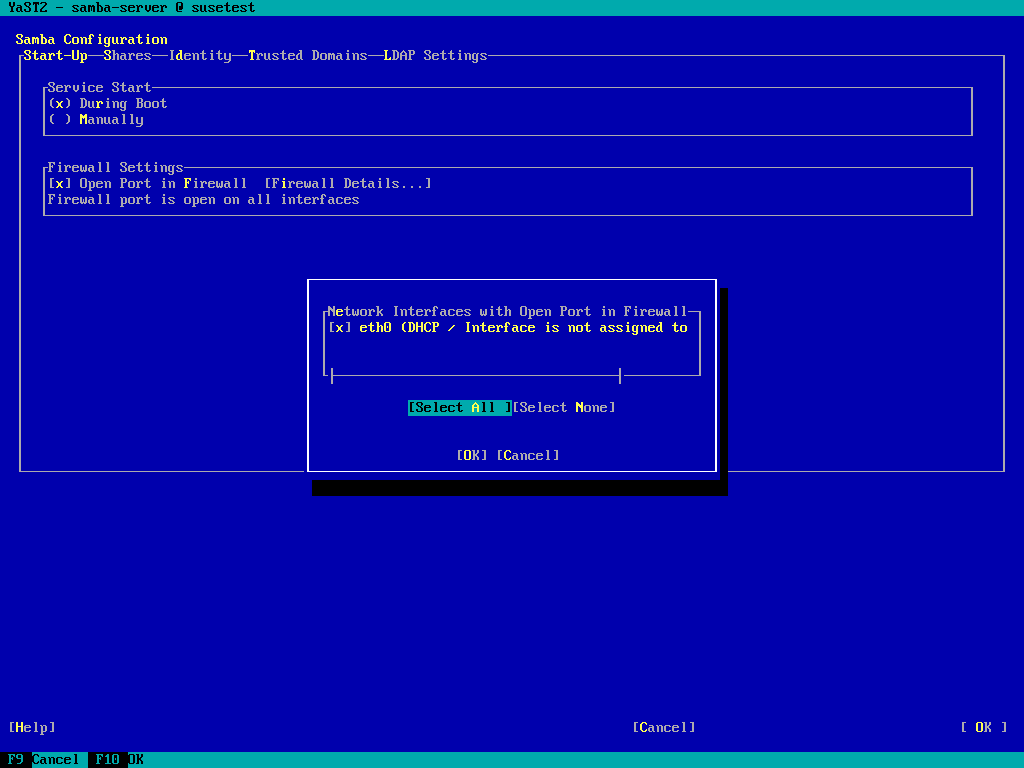 YaST2 - samba-server @ susetest
Samba Configuration
Start-Up Shares Identity Trusted Domains LDAP Settings
Service Start
(x) During Boot
( ) Manually
Firewall Settings
[x] Open Port in Firewall [Firewall Details...]
Firewall port is open on all interfaces
Network Interfaces with Open Port in Firewall
[x] eth0 (DHCP / Interface is not assigned to
[Select All ][Select None]
[OK] [Cancel]
[Help] [Cancel] [ OK ]
F9 Cancel F10 OK